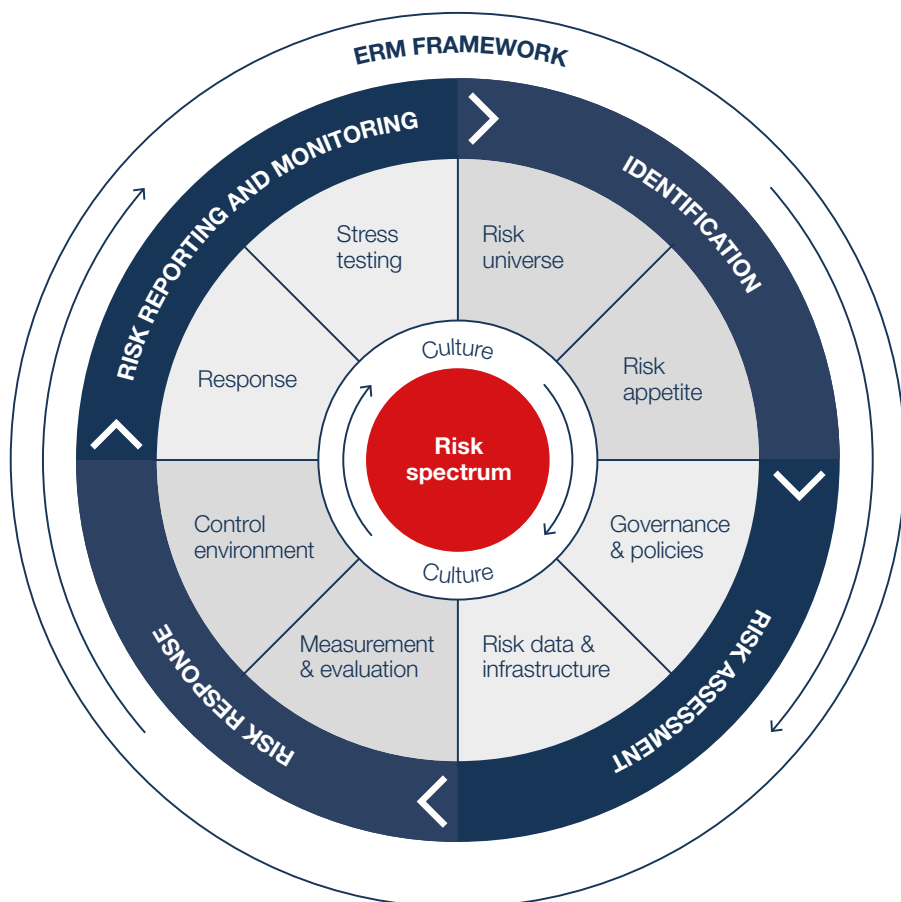 ERM FRAMEWORK
RISK REPORTING AND MONITORING
IDENTIFICATION
Stress
testing
Risk
universe
Response
Risk
appetite
Culture
Risk
spectrum
Culture
Control
environment
Governance
& policies
Measurement
& evaluation
Risk data &
infrastructure
RISK RESPONSE
RISK ASSESSMENT